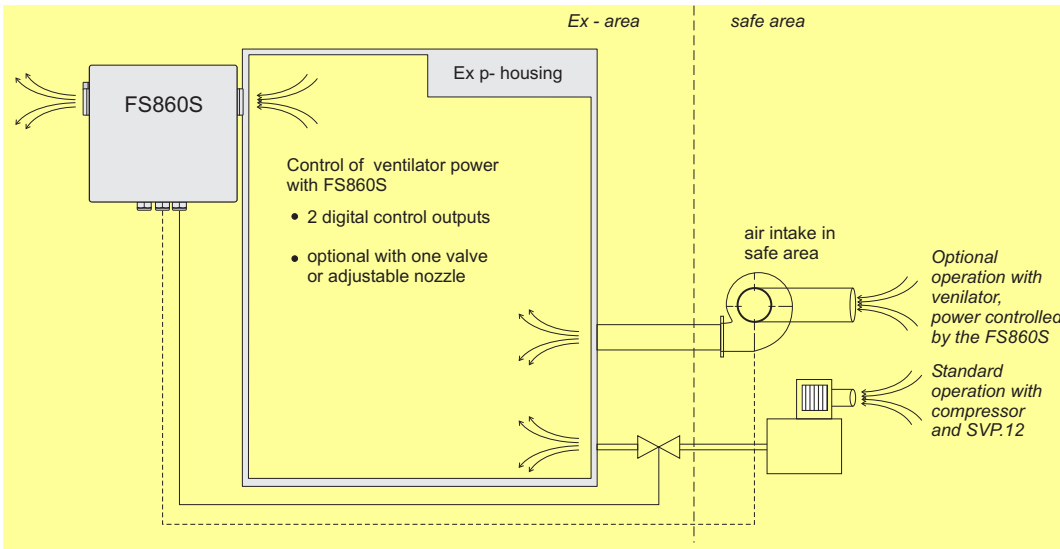 Ex - area
safe area
FS860S
Ex p- housing
Control of ventilator power
with FS860S
• 2 digital control outputs
• optional with one valve
or adjustable nozzle
air intake in
safe area
Optional
operation with
venilator,
power controlled
by the FS860S
Standard
operation with
compressor
and SVP.12